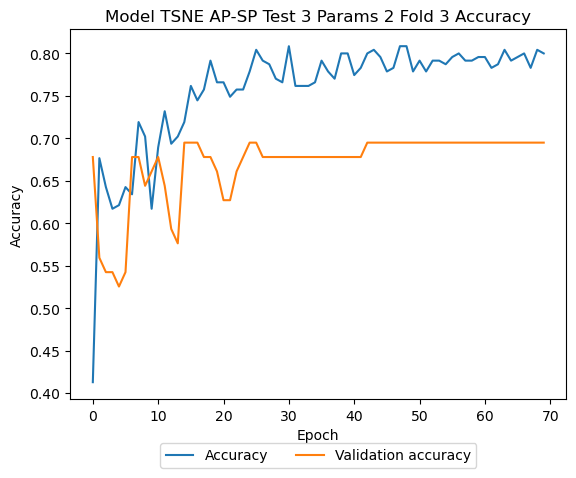 Model TSNE AP-SP Test 3 Params 2 Fold 3 Accuracy
0.80
0.75
0.70
0.65
0.60
0.55
0.50
0.45
0.40
Accuracy
0 10 20 30 40 50 60 70
Epoch
Accuracy Validation accuracy